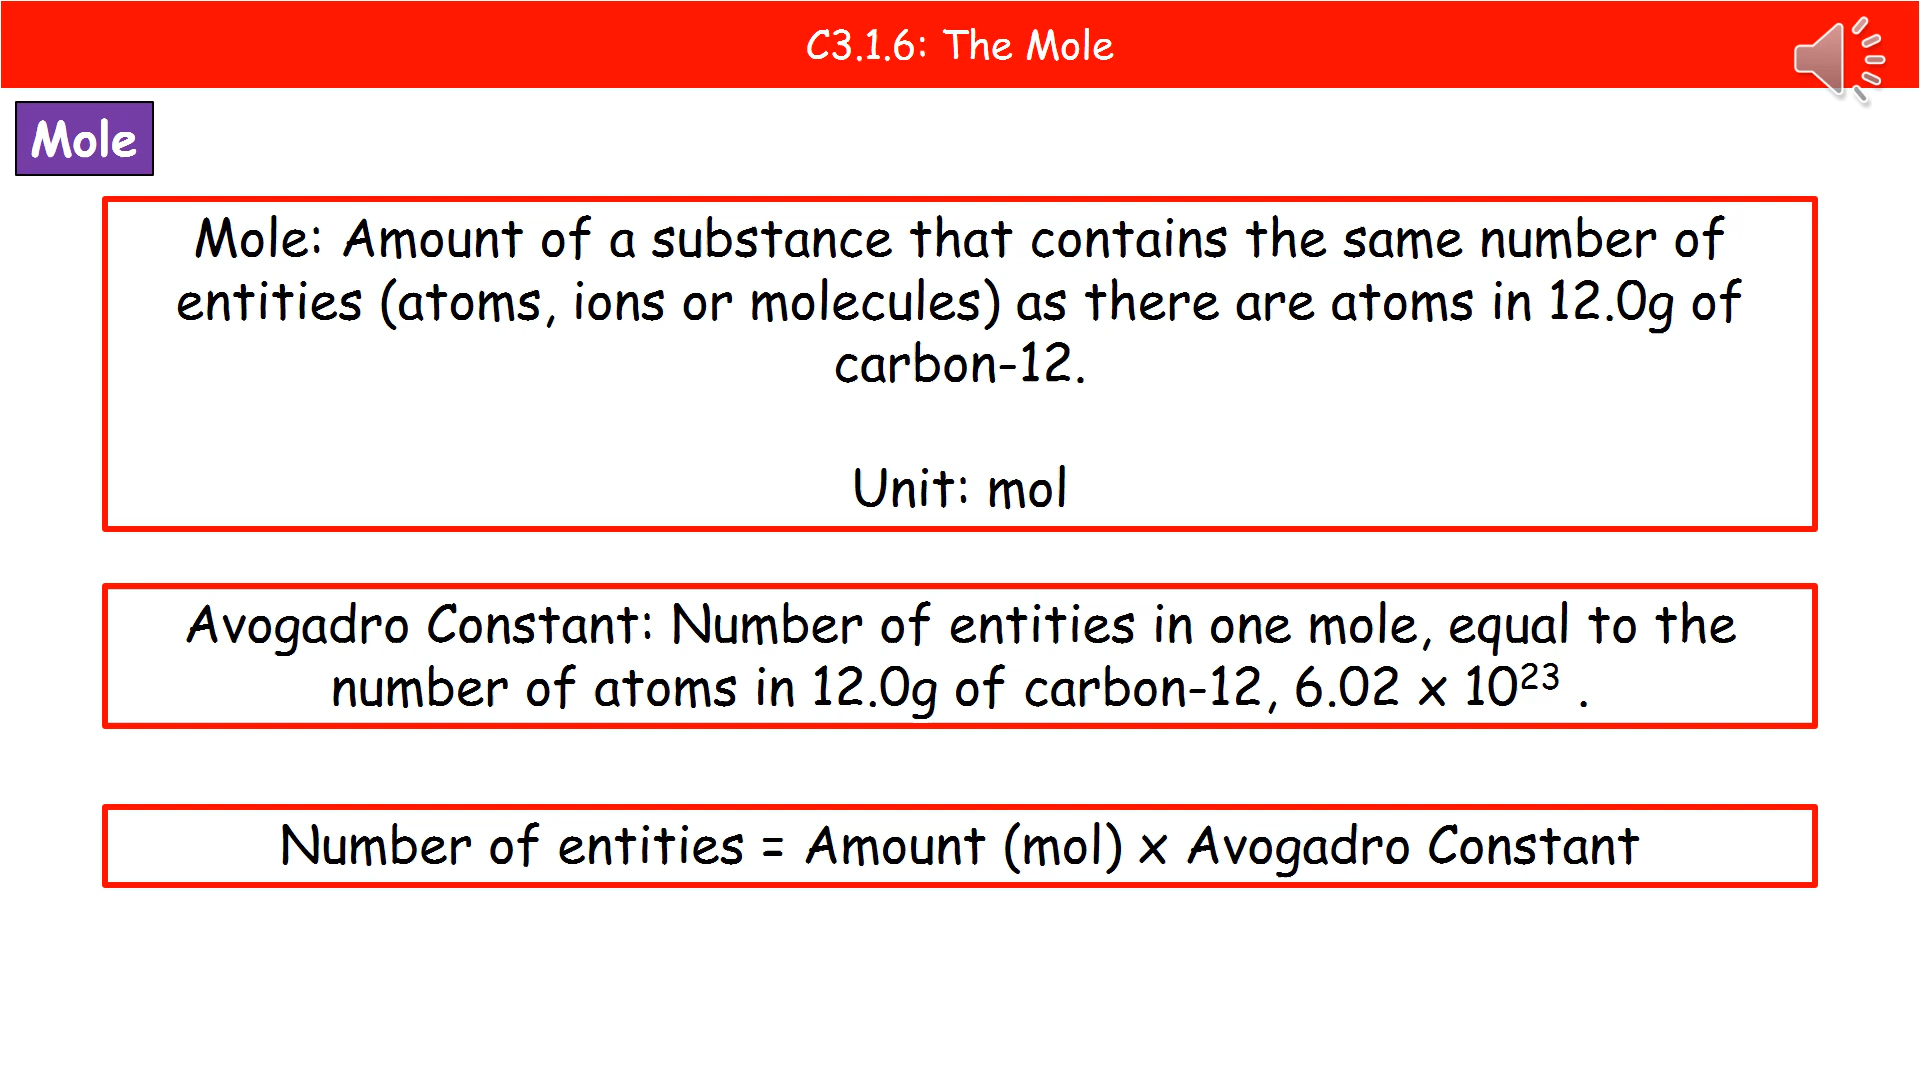 C3.1.6: The Mole
Mole
Mole: Amount of a substance that contains the same number of
entities (atoms, ions or molecules) as there are atoms in 12.0g of
carbon-12.
Unit: mol
Avogadro Constant: Number of entities in one mole, equal to the
number of atoms in 12.0g of carbon-12, 6.02 x 10²³ .
Number of entities = Amount (mol) x Avogadro Constant